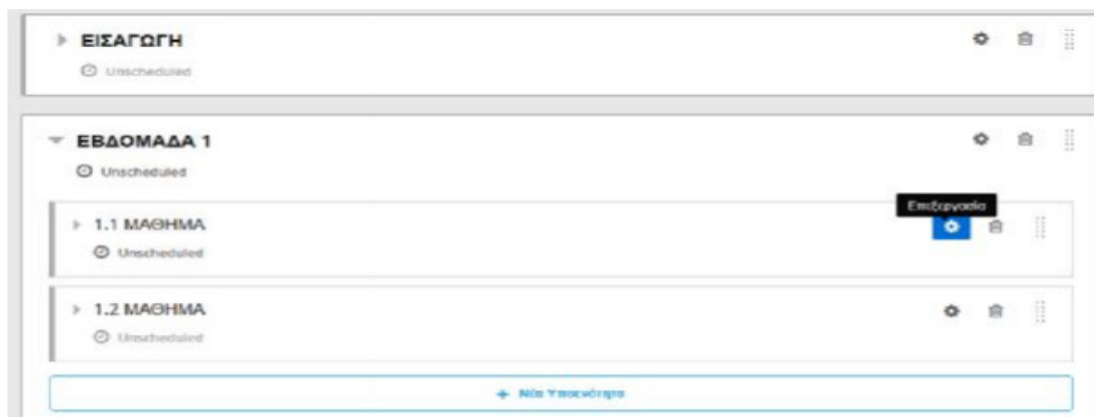 ΕΙΣΑΓΩΓΗ
Unscheduled
ΕΒΔΟΜΑΔΑ 1
Unscheduled
Επεξεργασία
1.1 ΜΑΘΗΜΑ
Unscheduled
1.2 ΜΑΘΗΜΑ
Unscheduled
+ Νέα Υποενότητα